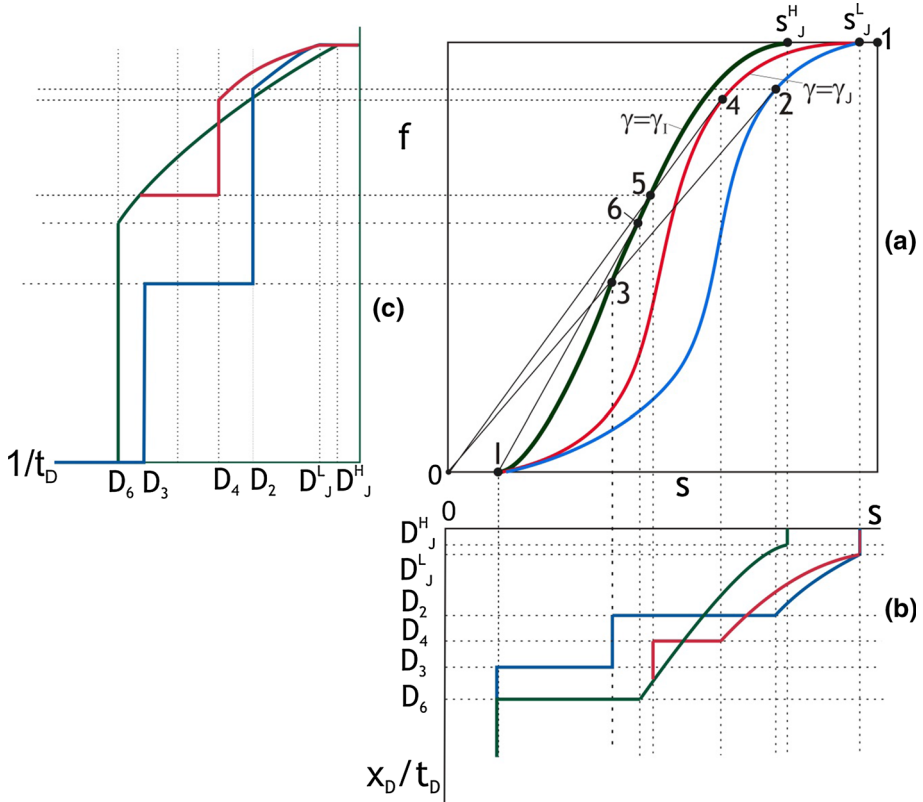 s^H_J
s^L_J
1
2
4
γ=γ_J
γ=γ_I
f
5
6
(a)
3
(c)
1/t_D
0
1
D_6
D_3
D_4
D_2
D^L_J
D^H_J
s
0
s
D^H_J
D^L_J
D_2
(b)
D_4
D_3
D_6
x_D/t_D